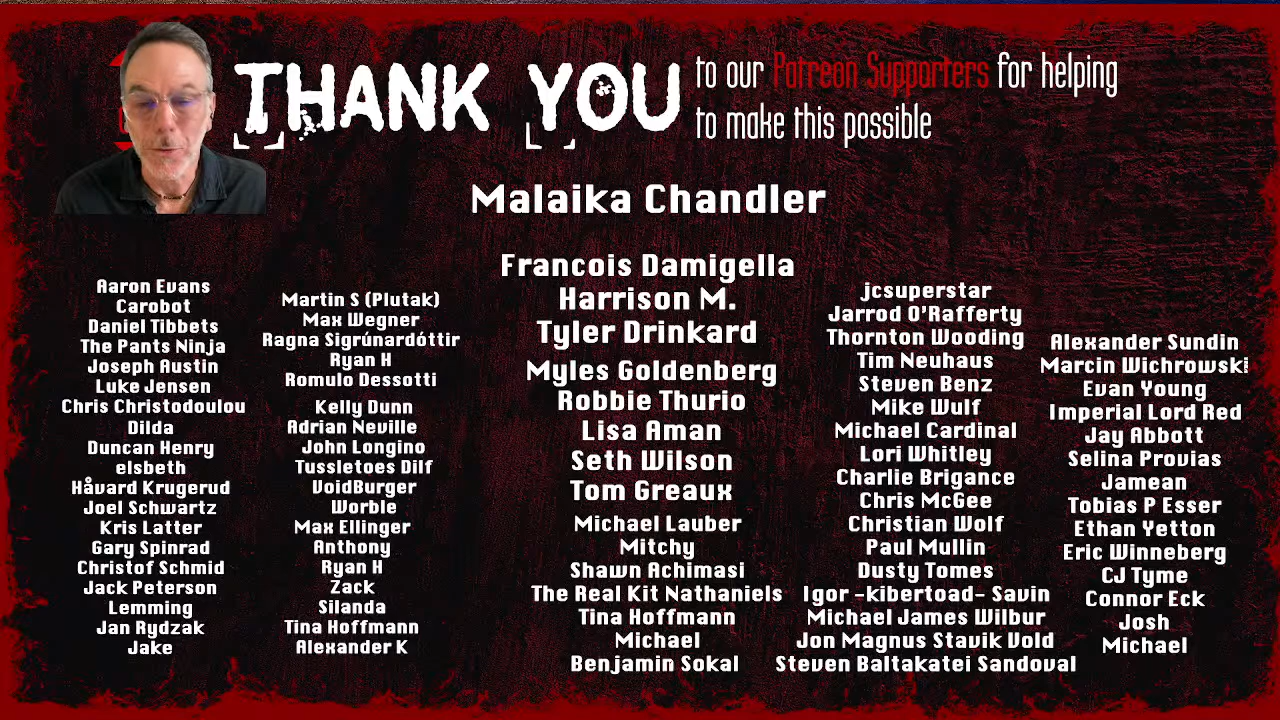 THANK YOU
to our Patreon Supporters for helping
to make this possible
Malaika Chandler
Aaron Evans
Carobot
Daniel Tibbets
The Pants Ninja
Joseph Austin
Luke Jensen
Chris Christodoulou
Dilda
Duncan Henry
elsbeth
Håvard Krugerud
Joel Schwartz
Kris Latter
Gary Spinrad
Christof Schmid
Jack Peterson
Lemming
Jan Rydzak
Jake
Martin S (Plutak)
Max Wegner
Ragna Sigrúnardóttir
Ryan H
Romulo Dessotti
Kelly Dunn
Adrian Neville
John Longino
Tussletoes Dilf
VoidBurger
Worble
Max Ellinger
Anthony
Ryan H
Zack
Silanda
Tina Hoffmann
Alexander K
Francois Damigella
Harrison M.
Tyler Drinkard
Myles Goldenberg
Robbie Thurio
Lisa Aman
Seth Wilson
Tom Greaux
Michael Lauber
Mitchy
Shawn Achimasi
The Real Kit Nathaniels
Tina Hoffmann
Michael
Benjamin Sokal
jcsuperstar
Jarrod O'Rafferty
Thornton Wooding
Tim Neuhaus
Steven Benz
Mike Wulf
Michael Cardinal
Lori Whitley
Charlie Brigance
Chris McGee
Christian Wolf
Paul Mullin
Dusty Tomes
Igor -kibertoad- Savin
Michael James Wilbur
Jon Magnus Stavik Vold
Steven Baltakatei Sandoval
Alexander Sundin
Marcin Wichrowski
Evan Young
Imperial Lord Red
Jay Abbott
Selina Provias
Jamean
Tobias P Esser
Ethan Yetton
Eric Winneberg
CJ Tyme
Connor Eck
Josh
Michael